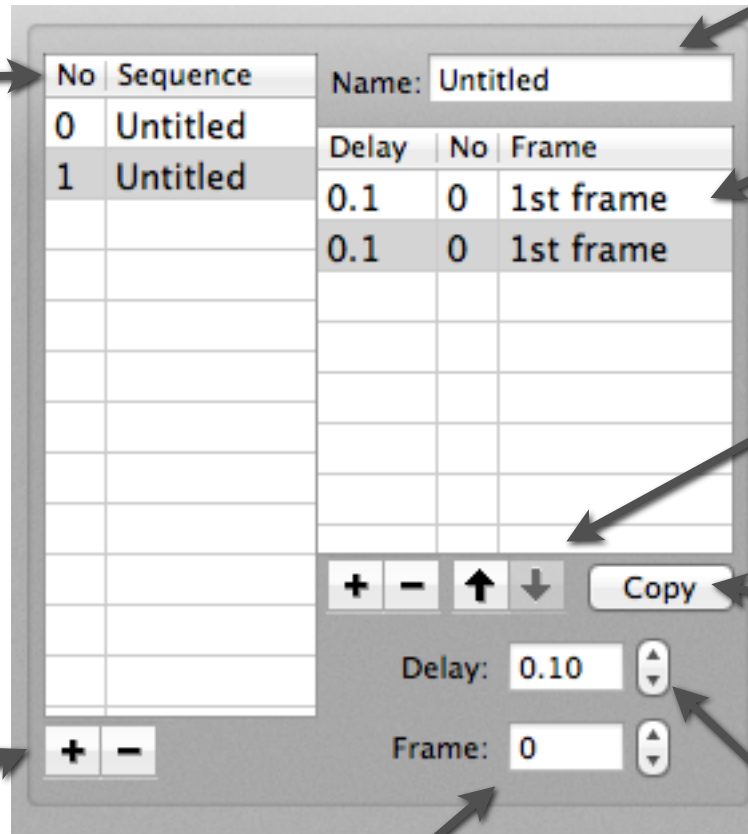 No Sequence
0 Untitled
1 Untitled
Name: Untitled
Delay No Frame
0.1 0 1st frame
0.1 0 1st frame
+ - Copy
Delay: 0.10
Frame: 0
+ -